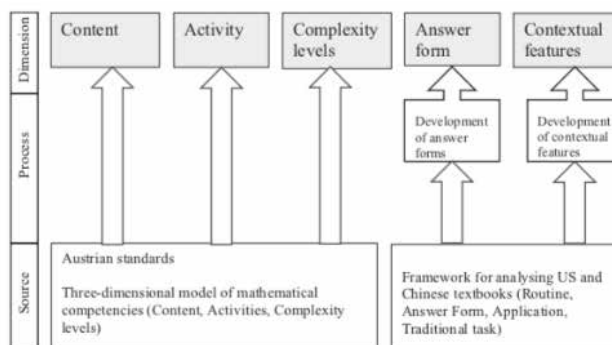 Dimension
Content
Activity
Complexity
levels
Answer
form
Contextual
features
Process
Development
of answer
forms
Development
of contextual
features
Source
Austrian standards
Three-dimensional model of mathematical
competencies (Content, Activities, Complexity
levels)
Framework for analysing US and
Chinese textbooks (Routine,
Answer Form, Application,
Traditional task)